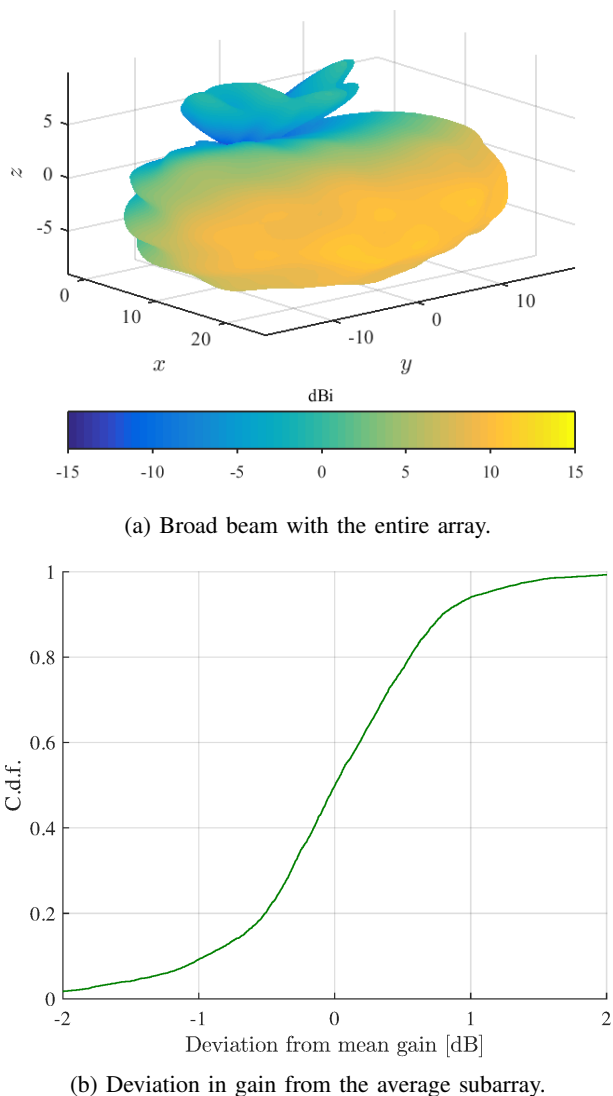 5
0
-5
z
0
10
20
x
-10
0
10
y
dBi
-15 -10 -5 0 5 10 15
(a) Broad beam with the entire array.
1
0.8
0.6
0.4
0.2
0
C.d.f.
-2 -1 0 1 2
Deviation from mean gain [dB]
(b) Deviation in gain from the average subarray.